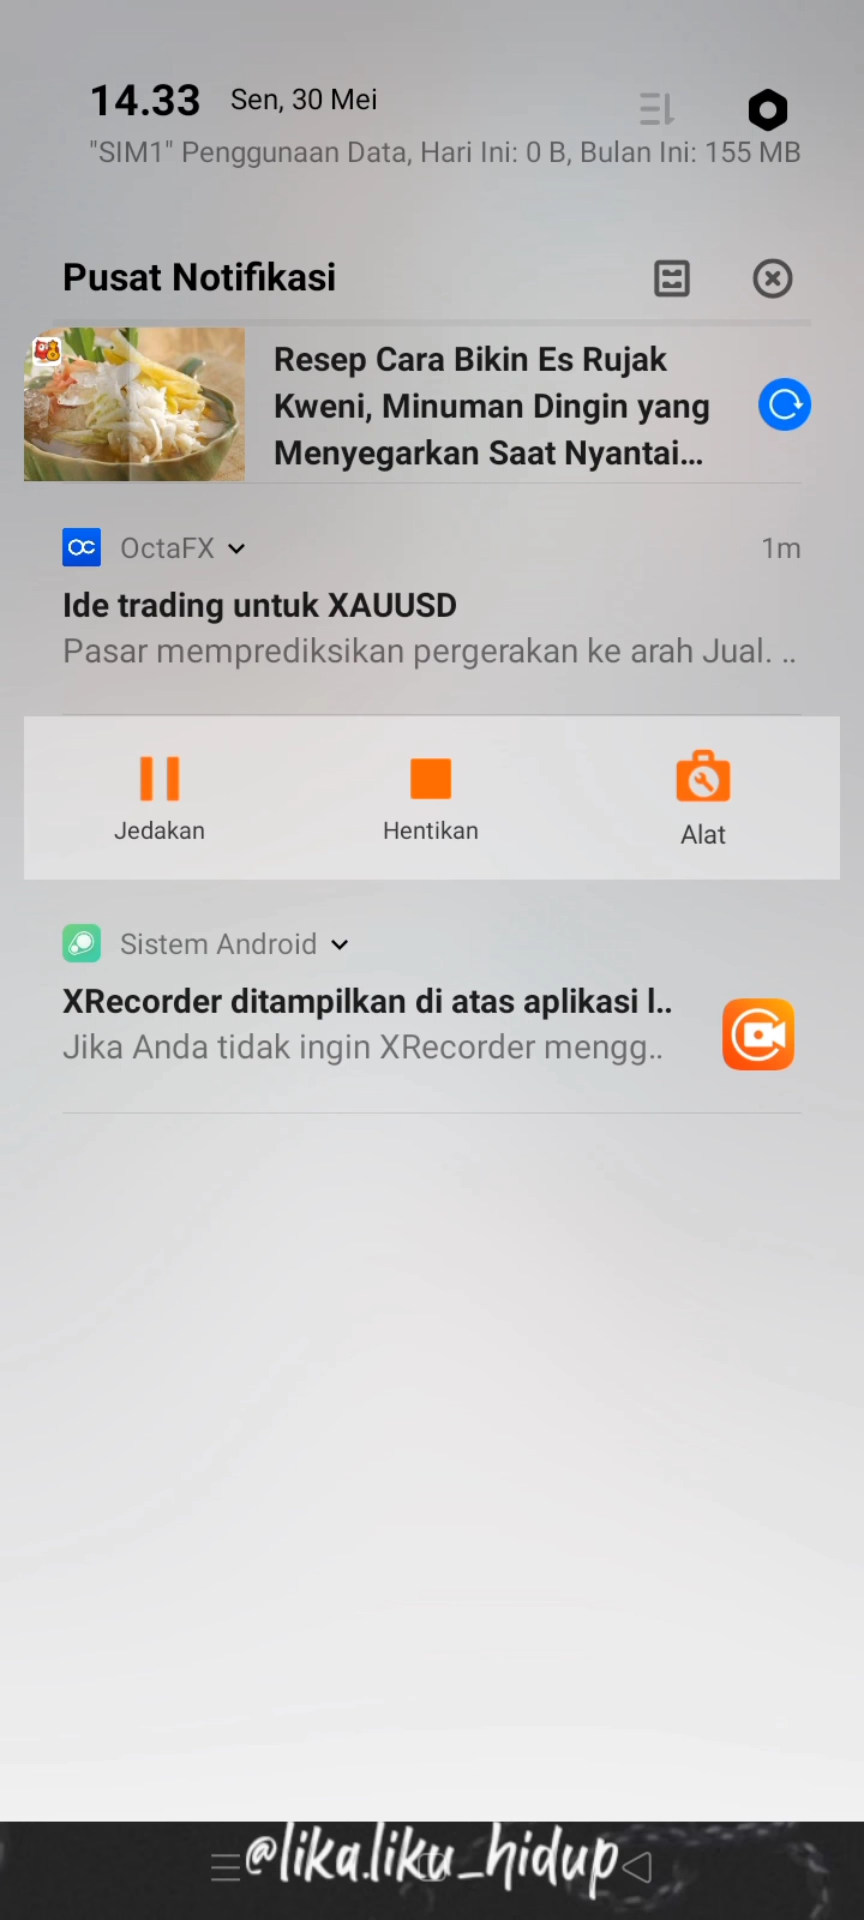 14.33 Sen, 30 Mei
"SIM1" Penggunaan Data, Hari Ini: 0 B, Bulan Ini: 155 MB
Pusat Notifikasi
Resep Cara Bikin Es Rujak
Kweni, Minuman Dingin yang
Menyegarkan Saat Nyantai...
OctaFX 1m
Ide trading untuk XAUUSD
Pasar memprediksikan pergerakan ke arah Jual. ..
Jedakan Hentikan Alat
Sistem Android
XRecorder ditampilkan di atas aplikasi l..
Jika Anda tidak ingin XRecorder mengg..
@lika.liku_hidup